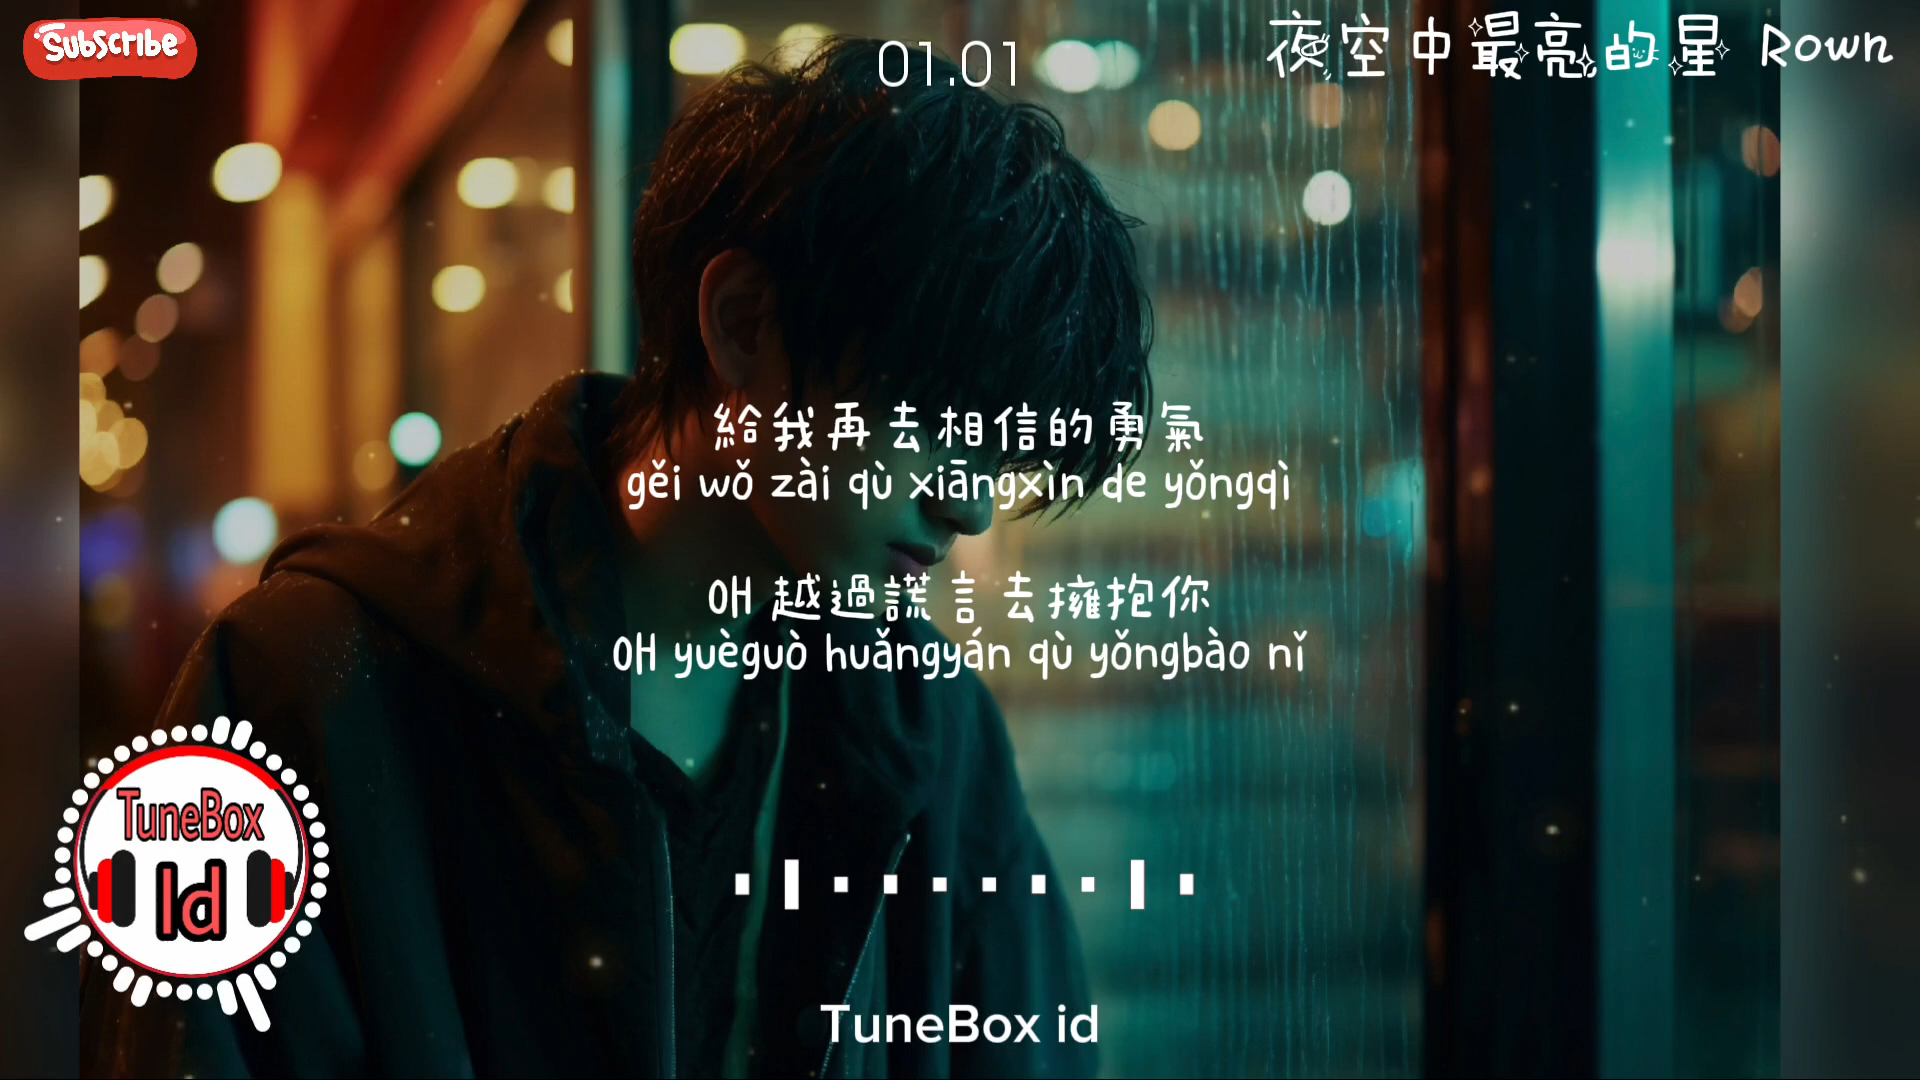 Subscribe
01.01
夜空中最亮的星 Rown
給我再去相信的勇氣
gěi wǒ zài qù xiāngxìn de yǒngqì
OH 越過謊言去擁抱你
OH yuèguò huǎngyán qù yǒngbào nǐ
TuneBox
Id
TuneBox id